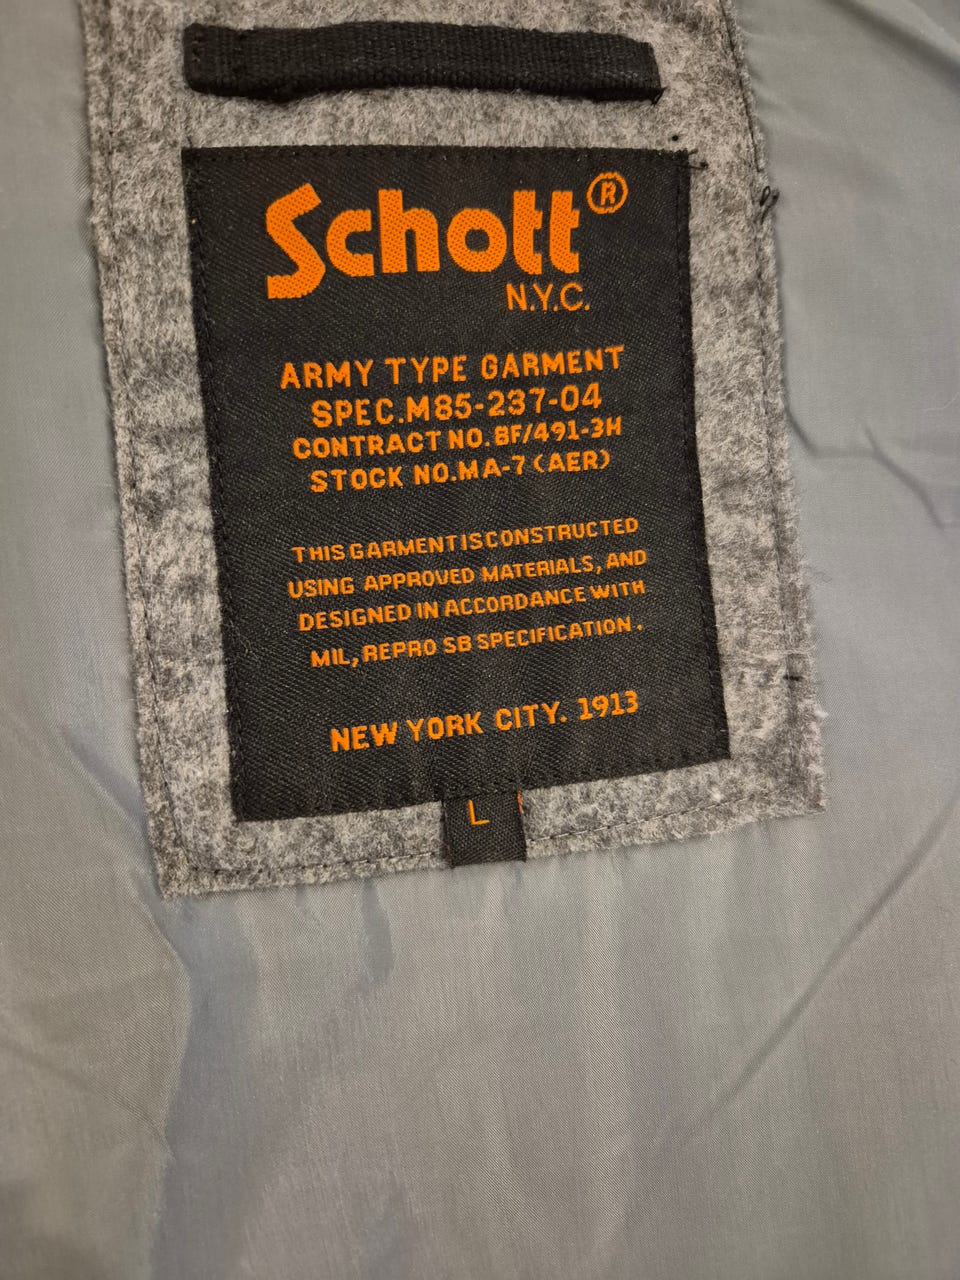 Schott®
N.Y.C.
ARMY TYPE GARMENT
SPEC.M85-237-04
CONTRACT NO.8F/491-3H
STOCK NO.MA-7 (AER)
THIS GARMENT IS CONSTRUCTED
USING APPROVED MATERIALS, AND
DESIGNED IN ACCORDANCE WITH
MIL, REPRO SB SPECIFICATION.
NEW YORK CITY. 1913
L